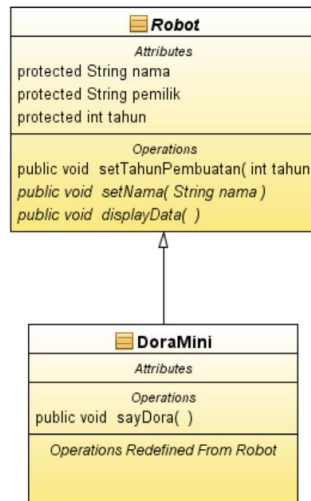 Robot
Attributes
protected String nama
protected String pemilik
protected int tahun
Operations
public void setTahunPembuatan( int tahun
public void setNama( String nama )
public void displayData( )
DoraMini
Attributes
Operations
public void sayDora( )
Operations Redefined From Robot